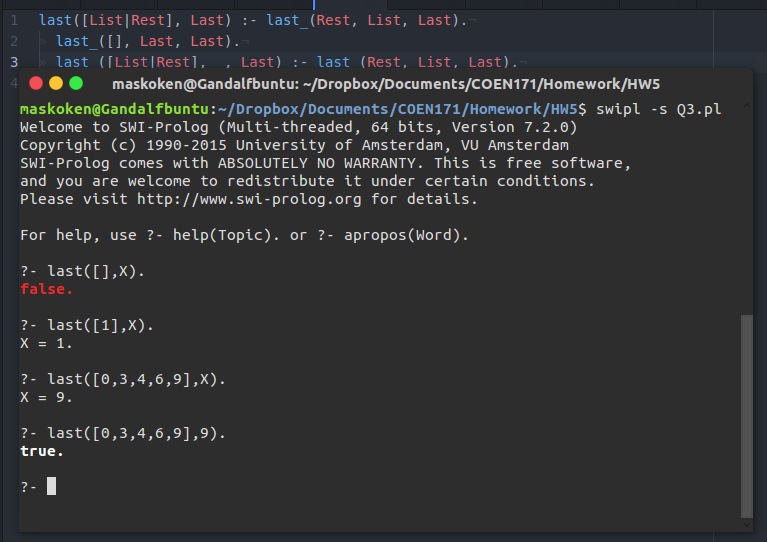 1 last([List|Rest], Last) :- last_(Rest, List, Last).¬
2 » last_([], Last, Last).¬
3 » last_([List|Rest], _, Last) :- last_(Rest, List, Last).¬
4
maskoken@Gandalfbuntu: ~/Dropbox/Documents/COEN171/Homework/HW5
maskoken@Gandalfbuntu:~/Dropbox/Documents/COEN171/Homework/HW5$ swipl -s Q3.pl
Welcome to SWI-Prolog (Multi-threaded, 64 bits, Version 7.2.0)
Copyright (c) 1990-2015 University of Amsterdam, VU Amsterdam
SWI-Prolog comes with ABSOLUTELY NO WARRANTY. This is free software,
and you are welcome to redistribute it under certain conditions.
Please visit http://www.swi-prolog.org for details.
For help, use ?- help(Topic). or ?- apropos(Word).
?- last([],X).
false.
?- last([1],X).
X = 1.
?- last([0,3,4,6,9],X).
X = 9.
?- last([0,3,4,6,9],9).
true.
?-